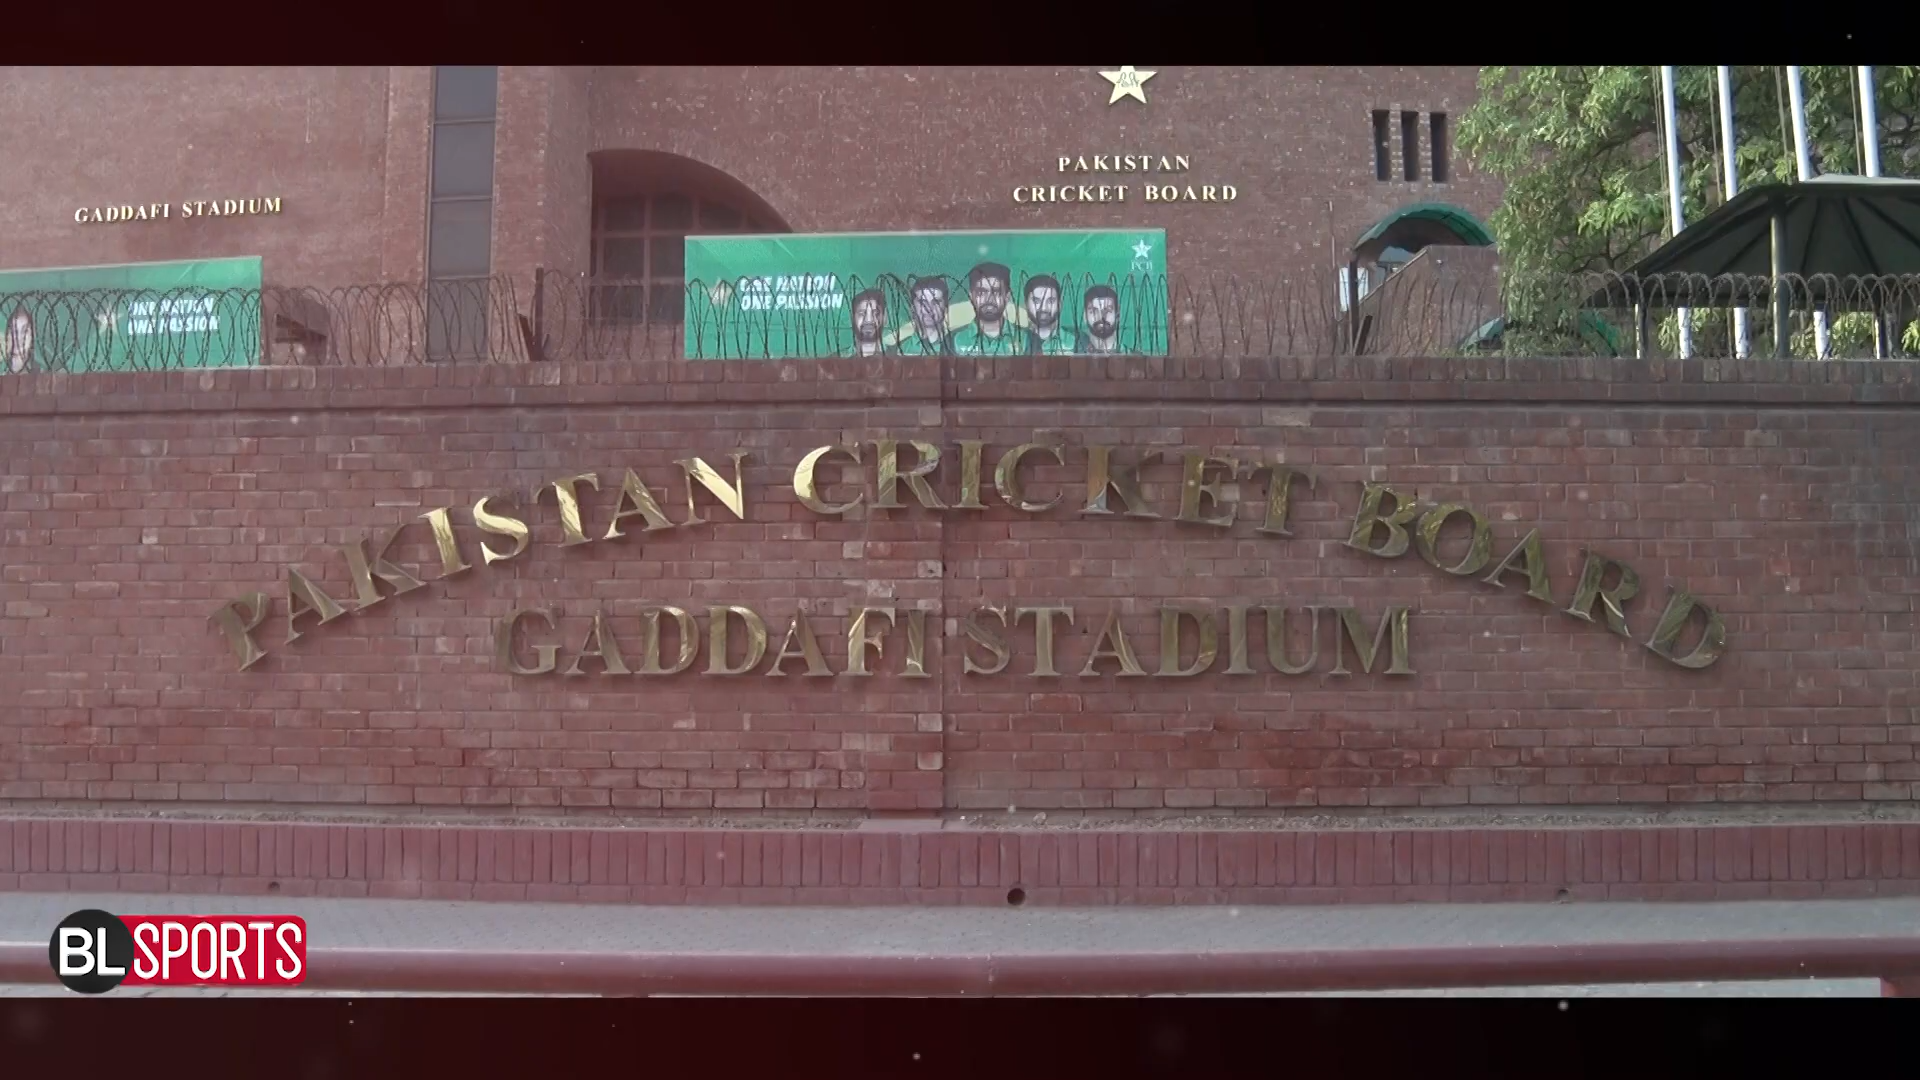 PAKISTAN
CRICKET BOARD
GADDAFI STADIUM
ONE NATION
ONE PASSION
ONE NATION
ONE PASSION
PCB
PAKISTAN CRICKET BOARD
GADDAFI STADIUM
BL SPORTS